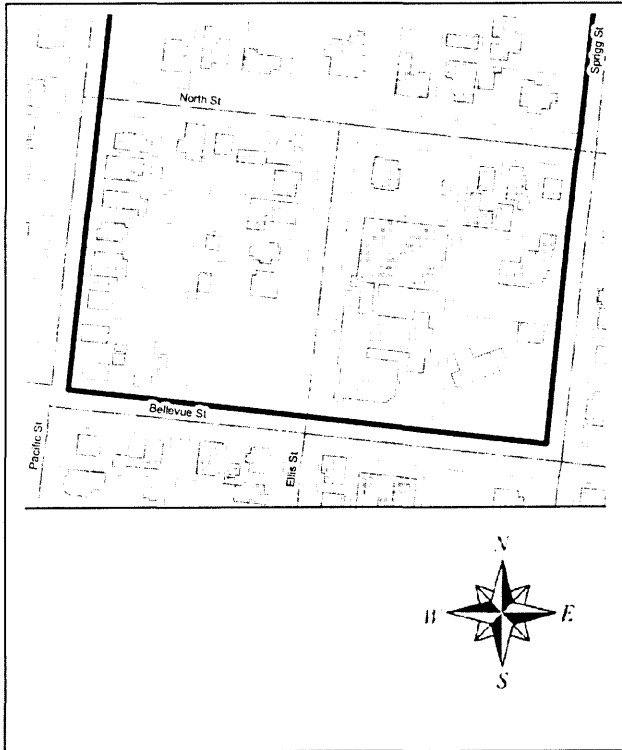 Sprigg St
North St
Bellevue St
Pacific St
Ellis St
N
W E
S